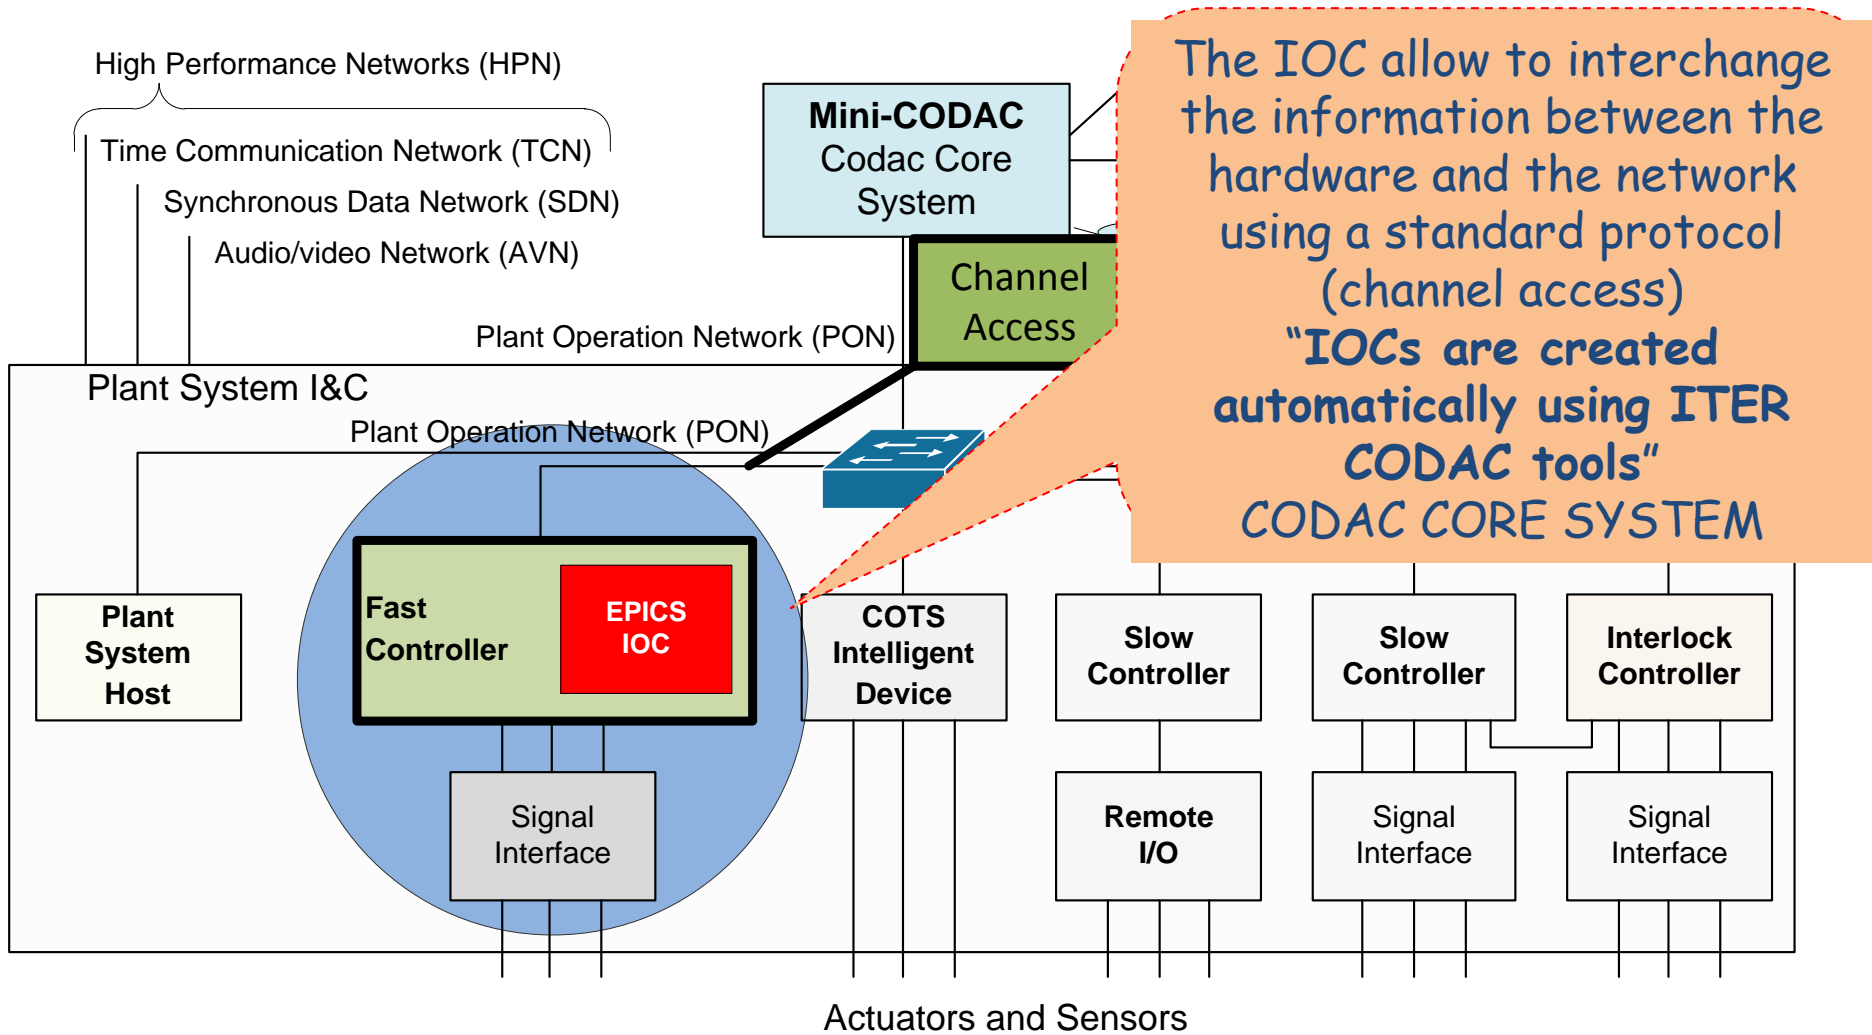 High Performance Networks (HPN)
Time Communication Network (TCN)
Synchronous Data Network (SDN)
Audio/video Network (AVN)
Mini-CODAC
Codac Core
System
The IOC allow to interchange
the information between the
hardware and the network
using a standard protocol
(channel access)
“IOCs are created
automatically using ITER
CODAC tools”
CODAC CORE SYSTEM
Channel
Access
Plant Operation Network (PON)
Plant System I&C
Plant Operation Network (PON)
Plant
System
Host
Fast
Controller
EPICS
IOC
COTS
Intelligent
Device
Slow
Controller
Slow
Controller
Interlock
Controller
Signal
Interface
Remote
I/O
Signal
Interface
Signal
Interface
Actuators and Sensors